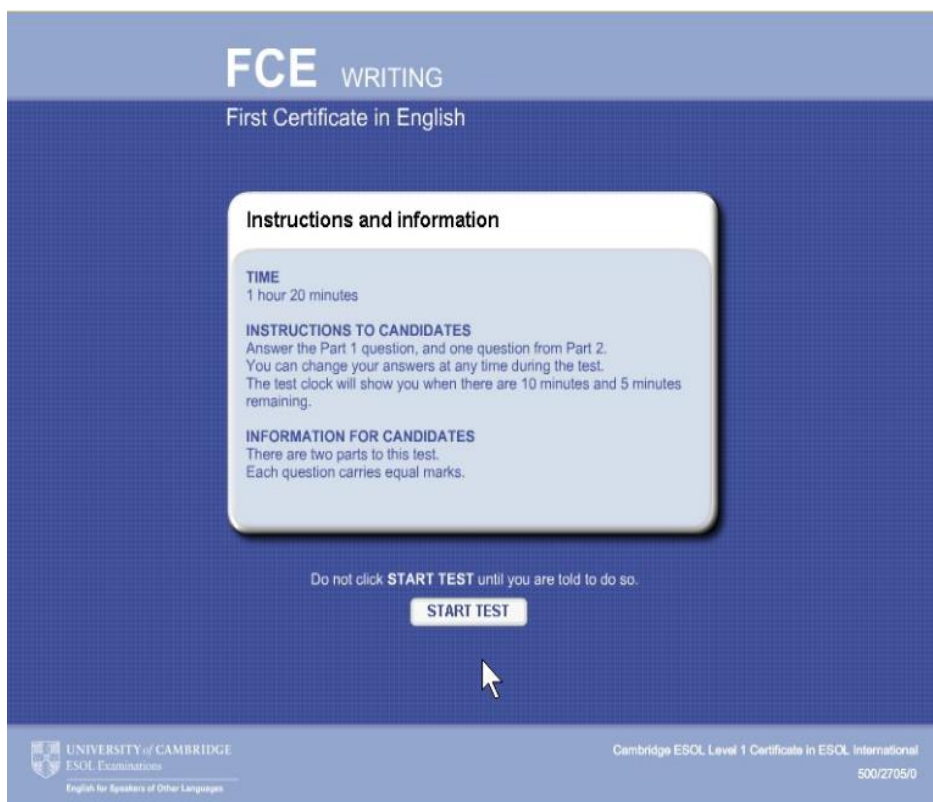 FCE WRITING
First Certificate in English
Instructions and information
TIME
1 hour 20 minutes
INSTRUCTIONS TO CANDIDATES
Answer the Part 1 question, and one question from Part 2.
You can change your answers at any time during the test.
The test clock will show you when there are 10 minutes and 5 minutes
remaining.
INFORMATION FOR CANDIDATES
There are two parts to this test.
Each question carries equal marks.
Do not click START TEST until you are told to do so.
START TEST
UNIVERSITY of CAMBRIDGE
ESOL Examinations
English for Speakers of Other Languages
Cambridge ESOL Level 1 Certificate in ESOL International
500/2705/0